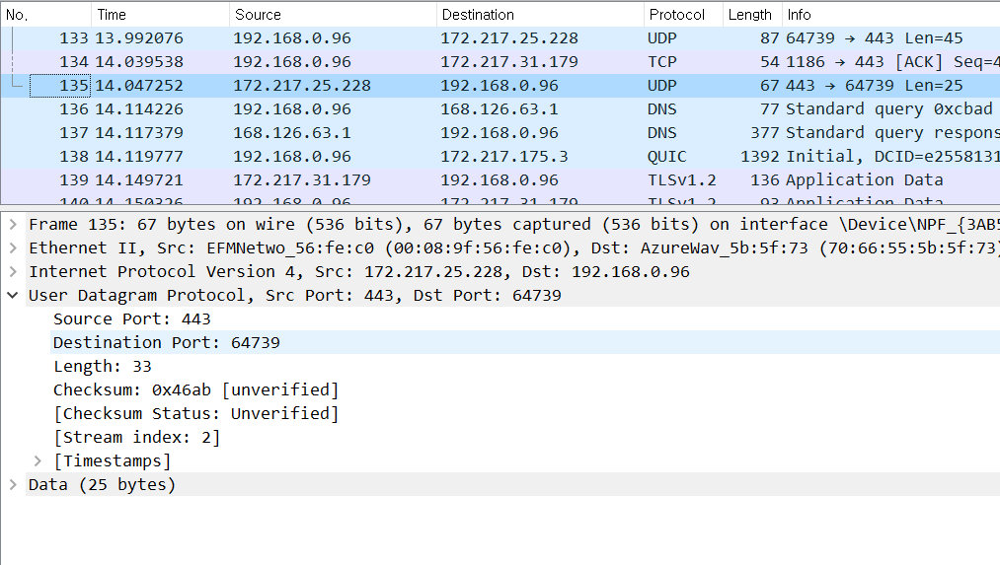 No. Time Source Destination Protocol Length Info
133 13.992076 192.168.0.96 172.217.25.228 UDP 87 64739 → 443 Len=45
134 14.039538 192.168.0.96 172.217.31.179 TCP 54 1186 → 443 [ACK] Seq=4
135 14.047252 172.217.25.228 192.168.0.96 UDP 67 443 → 64739 Len=25
136 14.114226 192.168.0.96 168.126.63.1 DNS 77 Standard query 0xcbad
137 14.117379 168.126.63.1 192.168.0.96 DNS 377 Standard query respons
138 14.119777 192.168.0.96 172.217.175.3 QUIC 1392 Initial, DCID=e2558131
139 14.149721 172.217.31.179 192.168.0.96 TLSv1.2 136 Application Data
140 14.150326 192.168.0.96 172.217.31.179 TLSv1.2 93 Application Data
Frame 135: 67 bytes on wire (536 bits), 67 bytes captured (536 bits) on interface \Device\NPF_{3AB5
Ethernet II, Src: EFMNetwo_56:fe:c0 (00:08:9f:56:fe:c0), Dst: AzureWav_5b:5f:73 (70:66:55:5b:5f:73)
Internet Protocol Version 4, Src: 172.217.25.228, Dst: 192.168.0.96
User Datagram Protocol, Src Port: 443, Dst Port: 64739
Source Port: 443
Destination Port: 64739
Length: 33
Checksum: 0x46ab [unverified]
[Checksum Status: Unverified]
[Stream index: 2]
[Timestamps]
Data (25 bytes)